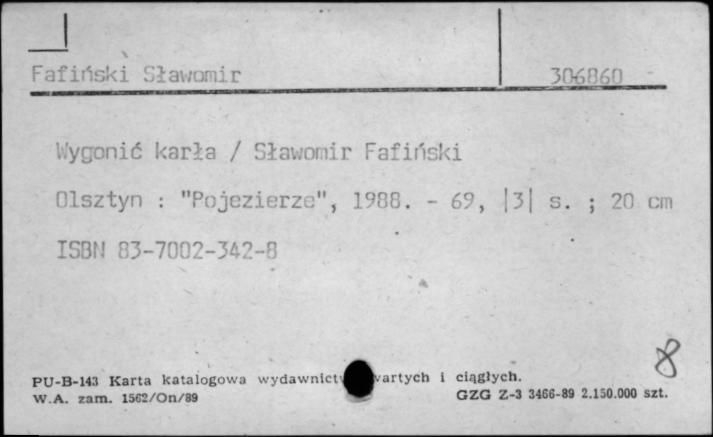 Fafiński Sławomir 306860
Wygonić karła / Sławomir Fafiński
Olsztyn : "Pojezierze", 1988. - 69, |3| s. ; 20 cm
ISBN 83-7002-342-8
8
PU-B-143 Karta katalogowa wydawnictw zwartych i ciągłych.
W.A. zam. 1562/On/89 GZG Z-3 3466-89 2.150.000 szt.